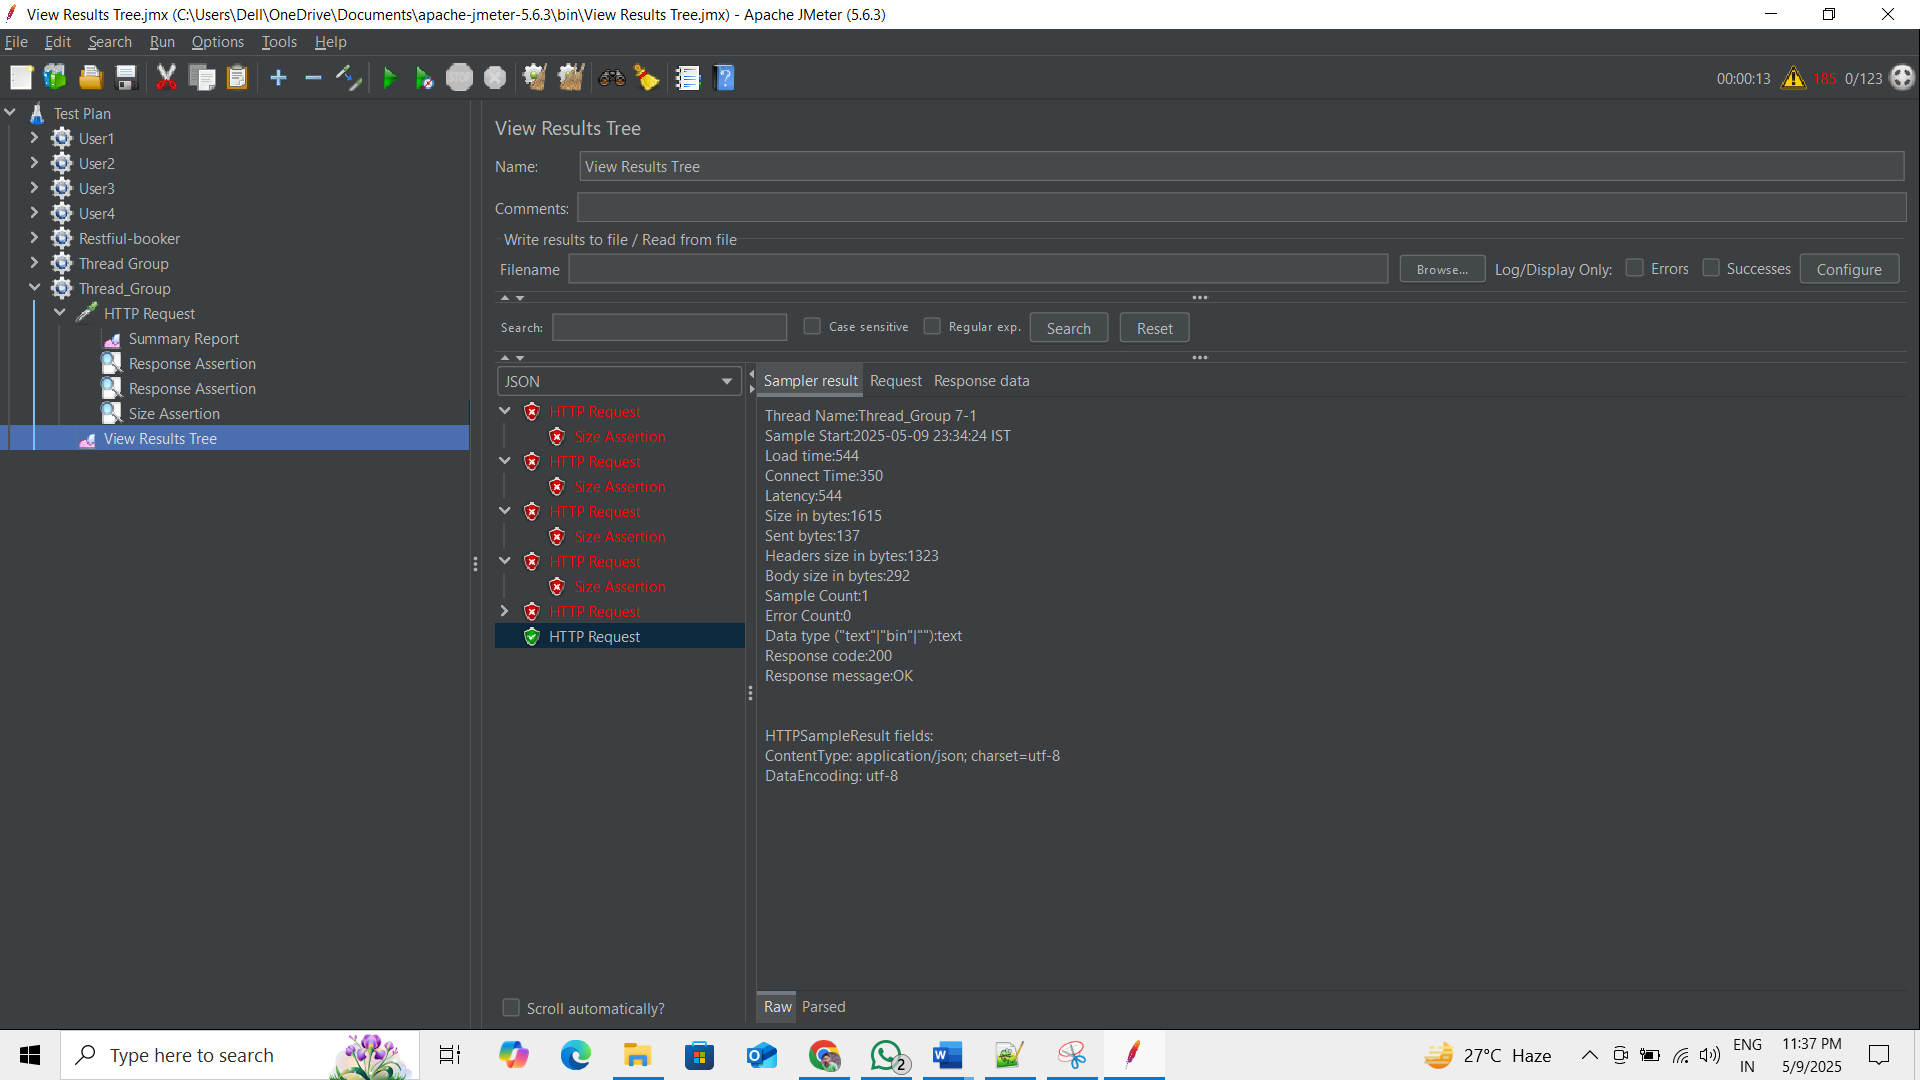 View Results Tree.jmx (C:\Users\Dell\OneDrive\Documents\apache-jmeter-5.6.3\bin\View Results Tree.jmx) - Apache JMeter (5.6.3)
File Edit Search Run Options Tools Help
STOP
00:00:13 185 0/123
Test Plan
User1
User2
User3
User4
Restfiul-booker
Thread Group
Thread_Group
HTTP Request
Summary Report
Response Assertion
Response Assertion
Size Assertion
View Results Tree
View Results Tree
Name: View Results Tree
Comments:
Write results to file / Read from file
Filename Browse... Log/Display Only: Errors Successes Configure
Search: Case sensitive Regular exp. Search Reset
JSON
HTTP Request
Size Assertion
HTTP Request
Size Assertion
HTTP Request
Size Assertion
HTTP Request
Size Assertion
HTTP Request
HTTP Request
Scroll automatically?
Sampler result Request Response data
Thread Name:Thread_Group 7-1
Sample Start:2025-05-09 23:34:24 IST
Load time:544
Connect Time:350
Latency:544
Size in bytes:1615
Sent bytes:137
Headers size in bytes:1323
Body size in bytes:292
Sample Count:1
Error Count:0
Data type ("text"|"bin"|""):text
Response code:200
Response message:OK
HTTPSampleResult fields:
ContentType: application/json; charset=utf-8
DataEncoding: utf-8
Raw Parsed
Type here to search
2
27°C Haze
ENG
IN
11:37 PM
5/9/2025